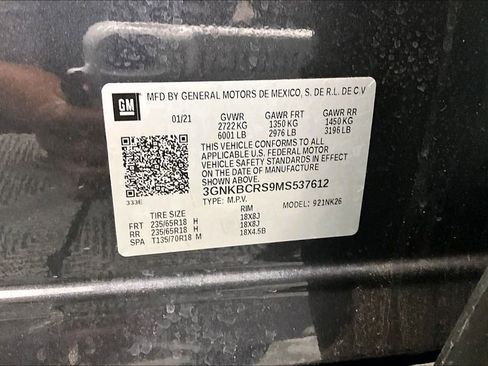 GM
MFD BY GENERAL MOTORS DE MEXICO, S. DE R.L. DE C.V
01/21 GVWR GAWR FRT GAWR RR
2722 KG 1350 KG 1450 KG
6001 LB 2976 LB 3196 LB
THIS VEHICLE CONFORMS TO ALL
APPLICABLE U.S. FEDERAL MOTOR
VEHICLE SAFETY STANDARDS IN EFFECT
ON THE DATE OF MANUFACTURE SHOWN ABOVE.
3GNKBCRS9MS537612
333E TYPE: M.P.V. MODEL: 921NK26
TIRE SIZE RIM
FRT 235/65R18 H 18X8J
RR 235/65R18 H 18X8J
SPA T135/70R18 M 18X4.5B